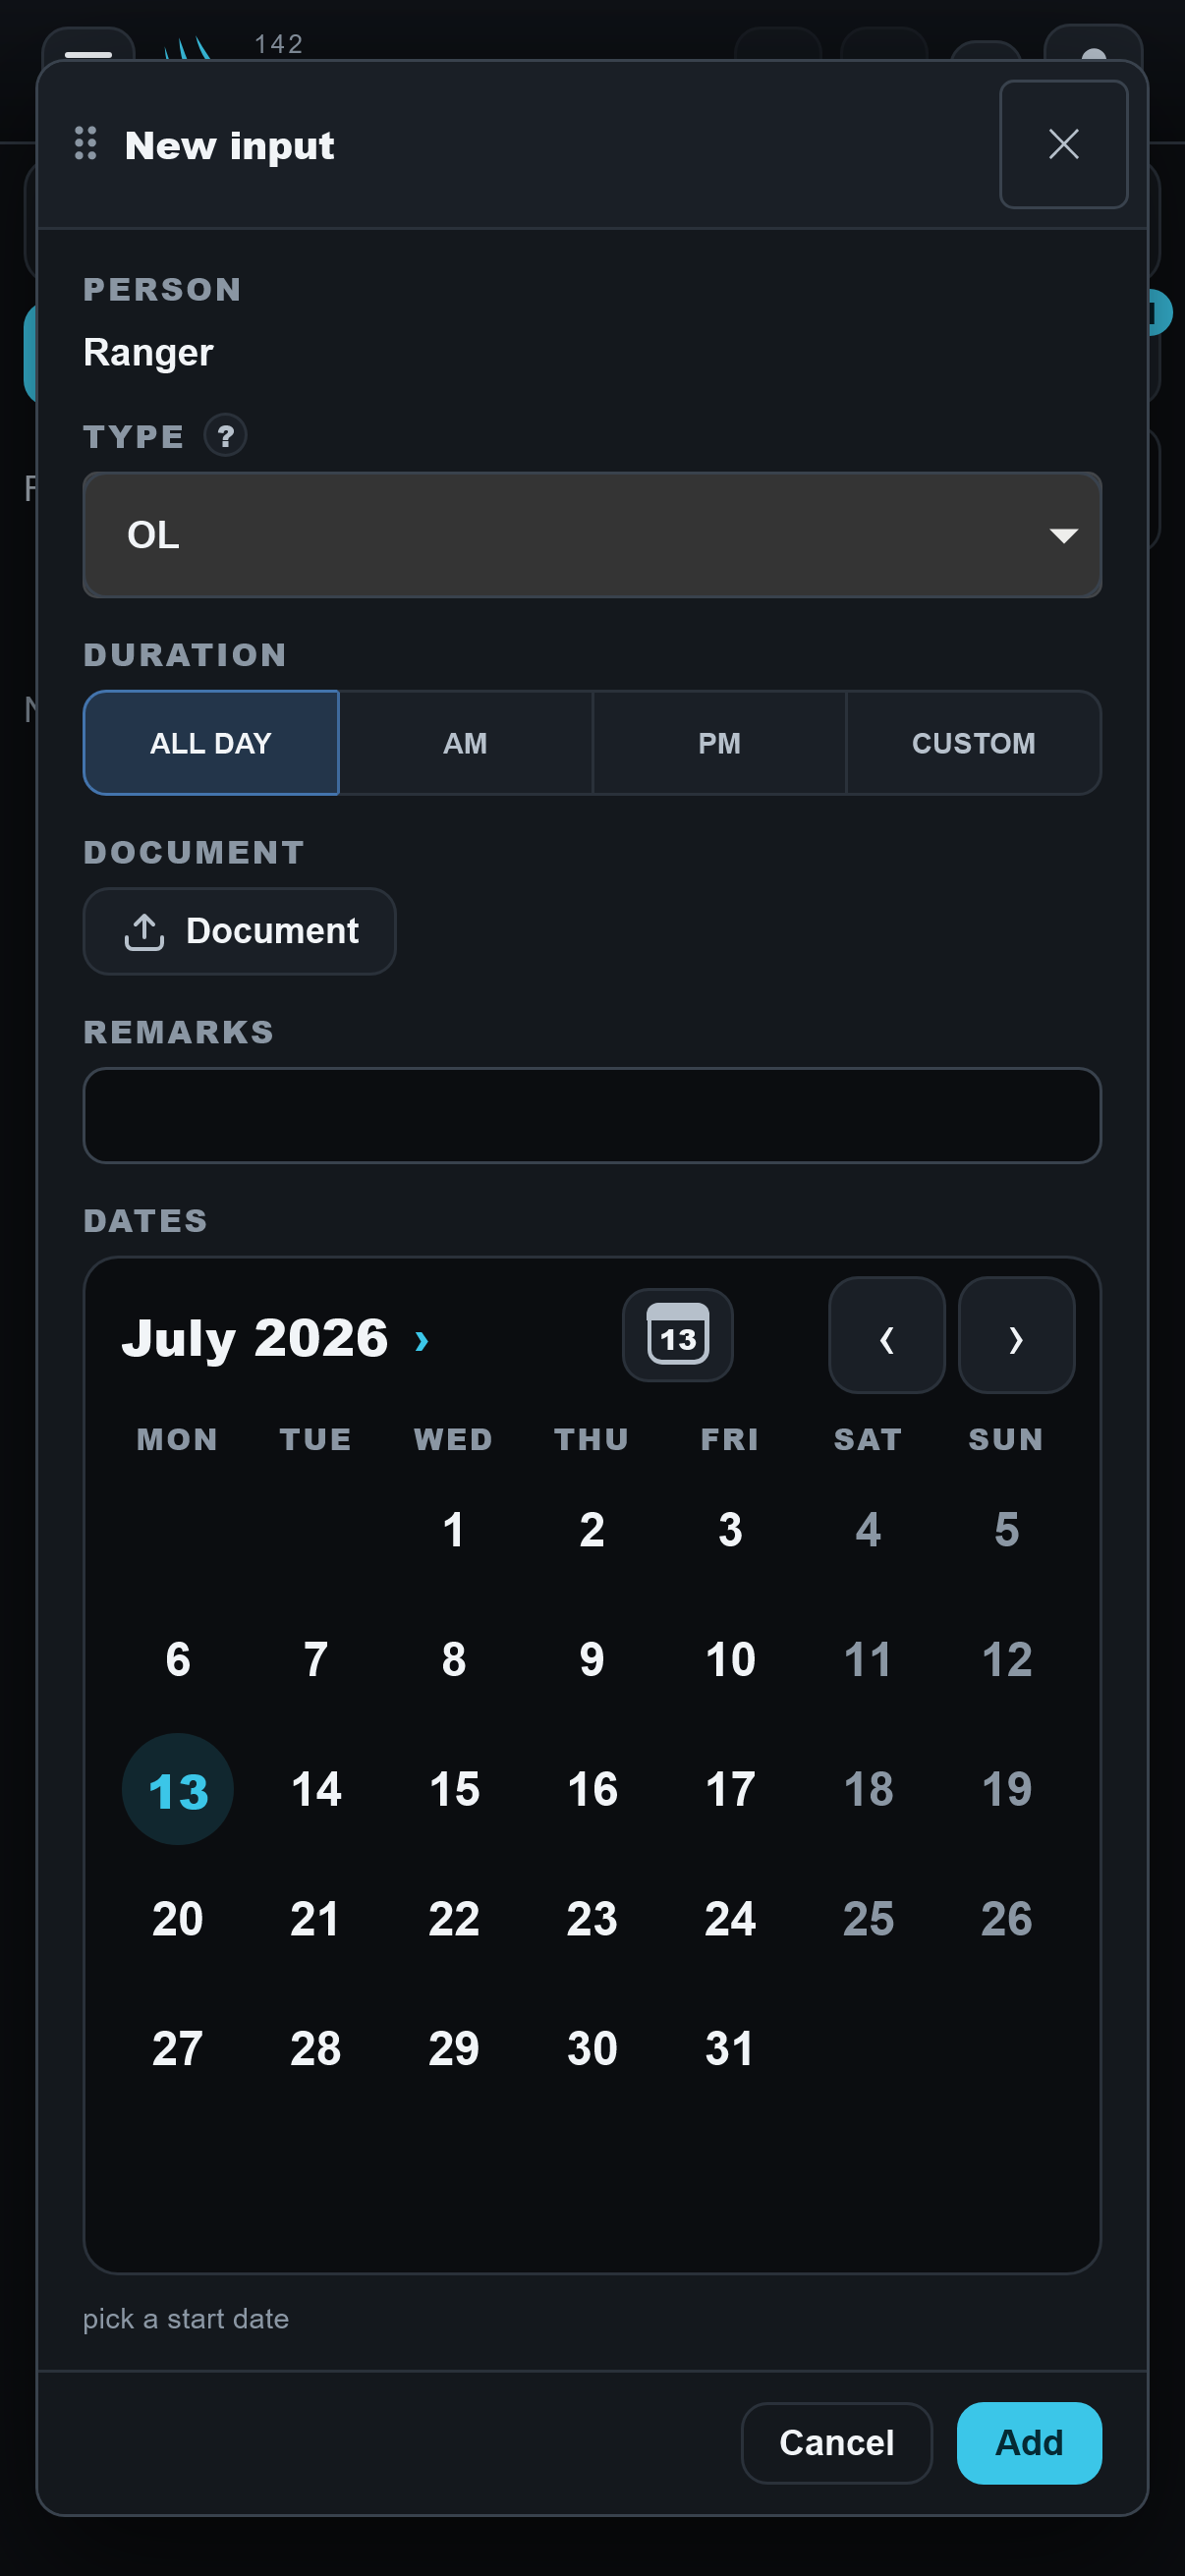 142
New input
PERSON
Ranger
TYPE ?
OL
DURATION
ALL DAY AM PM CUSTOM
DOCUMENT
Document
REMARKS
DATES
July 2026 › 13 ‹ ›
MON TUE WED THU FRI SAT SUN
1 2 3 4 5
6 7 8 9 10 11 12
13 14 15 16 17 18 19
20 21 22 23 24 25 26
27 28 29 30 31
pick a start date
Cancel Add